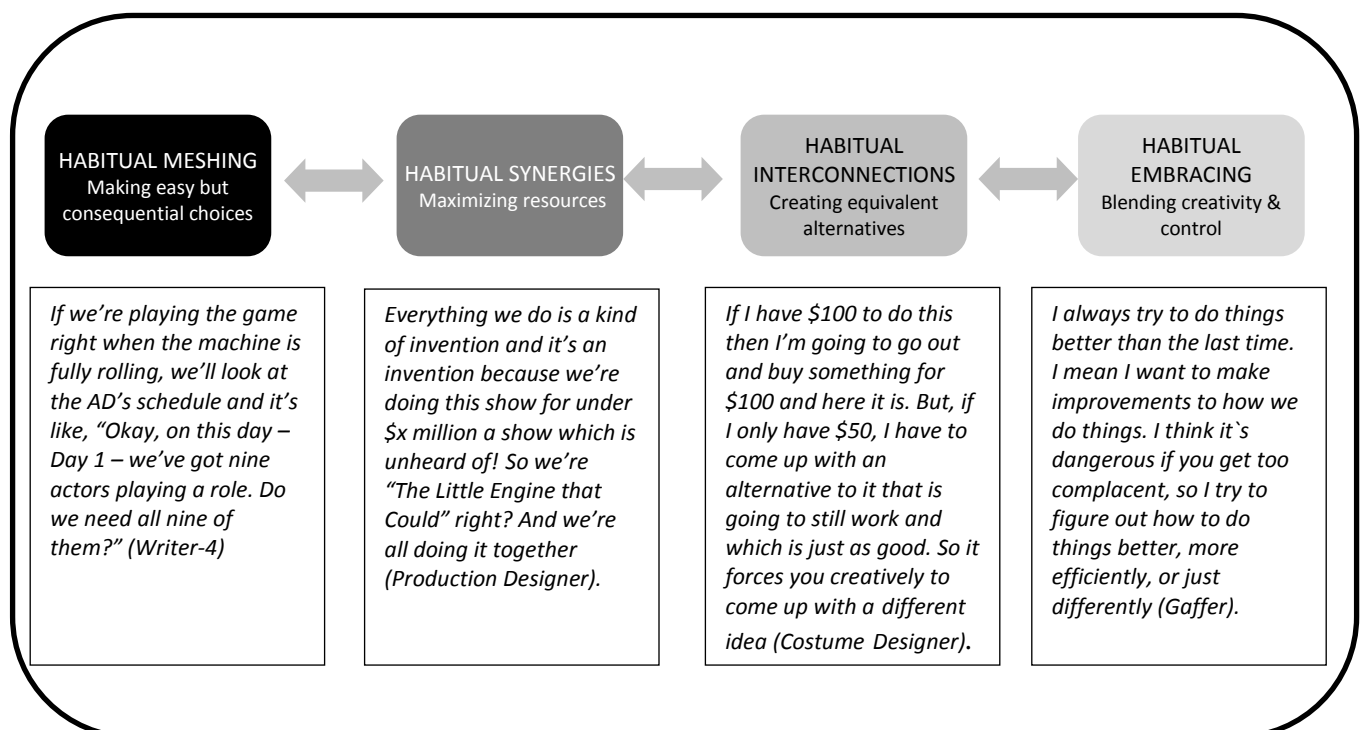 HABITUAL MESHING
Making easy but
consequential choices
HABITUAL SYNERGIES
Maximizing resources
HABITUAL
INTERCONNECTIONS
Creating equivalent
alternatives
HABITUAL
EMBRACING
Blending creativity &
control
If we’re playing the game
right when the machine is
fully rolling, we’ll look at
the AD’s schedule and it’s
like, “Okay, on this day –
Day 1 – we’ve got nine
actors playing a role. Do
we need all nine of
them?” (Writer-4)
Everything we do is a kind
of invention and it’s an
invention because we’re
doing this show for under
$x million a show which is
unheard of! So we’re
“The Little Engine that
Could” right? And we’re
all doing it together
(Production Designer).
If I have $100 to do this
then I’m going to go out
and buy something for
$100 and here it is. But, if
I only have $50, I have to
come up with an
alternative to it that is
going to still work and
which is just as good. So it
forces you creatively to
come up with a different
idea (Costume Designer).
I always try to do things
better than the last time.
I mean I want to make
improvements to how we
do things. I think it`s
dangerous if you get too
complacent, so I try to
figure out how to do
things better, more
efficiently, or just
differently (Gaffer).